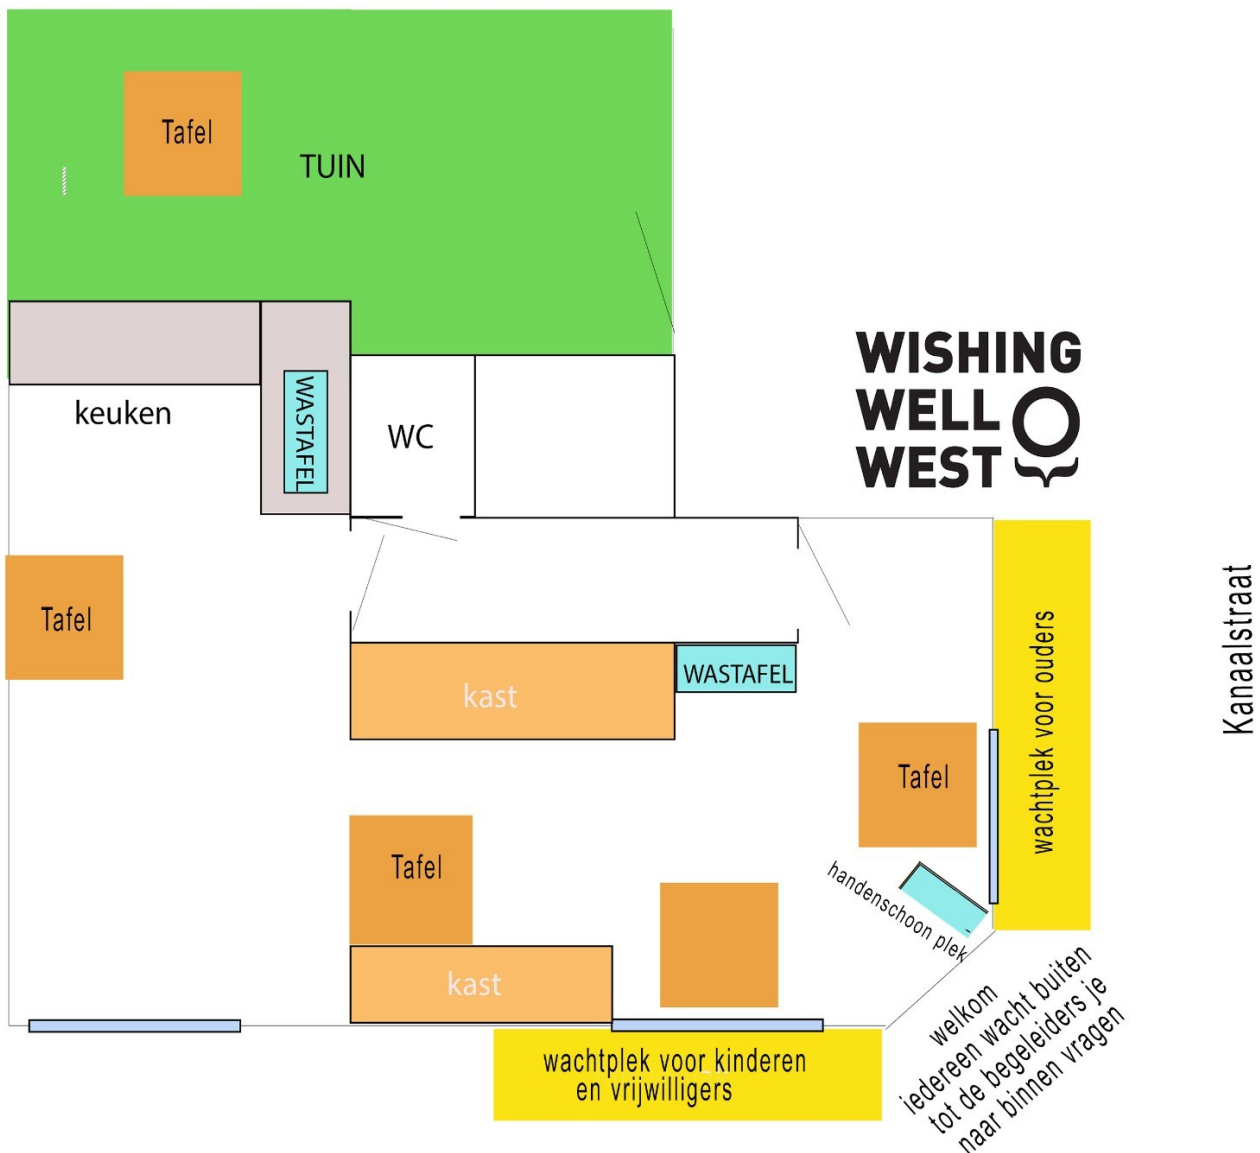 Tafel
TUIN
keuken
WASTAFEL
WC
WISHING
WELL
WEST
Tafel
kast
WASTAFEL
wachtplek voor ouders
Kanaalstraat
Tafel
Tafel
handenschoon plek
kast
welkom
iedereen wacht buiten
tot de begeleiders je
naar binnen vragen
wachtplek voor kinderen
en vrijwilligers